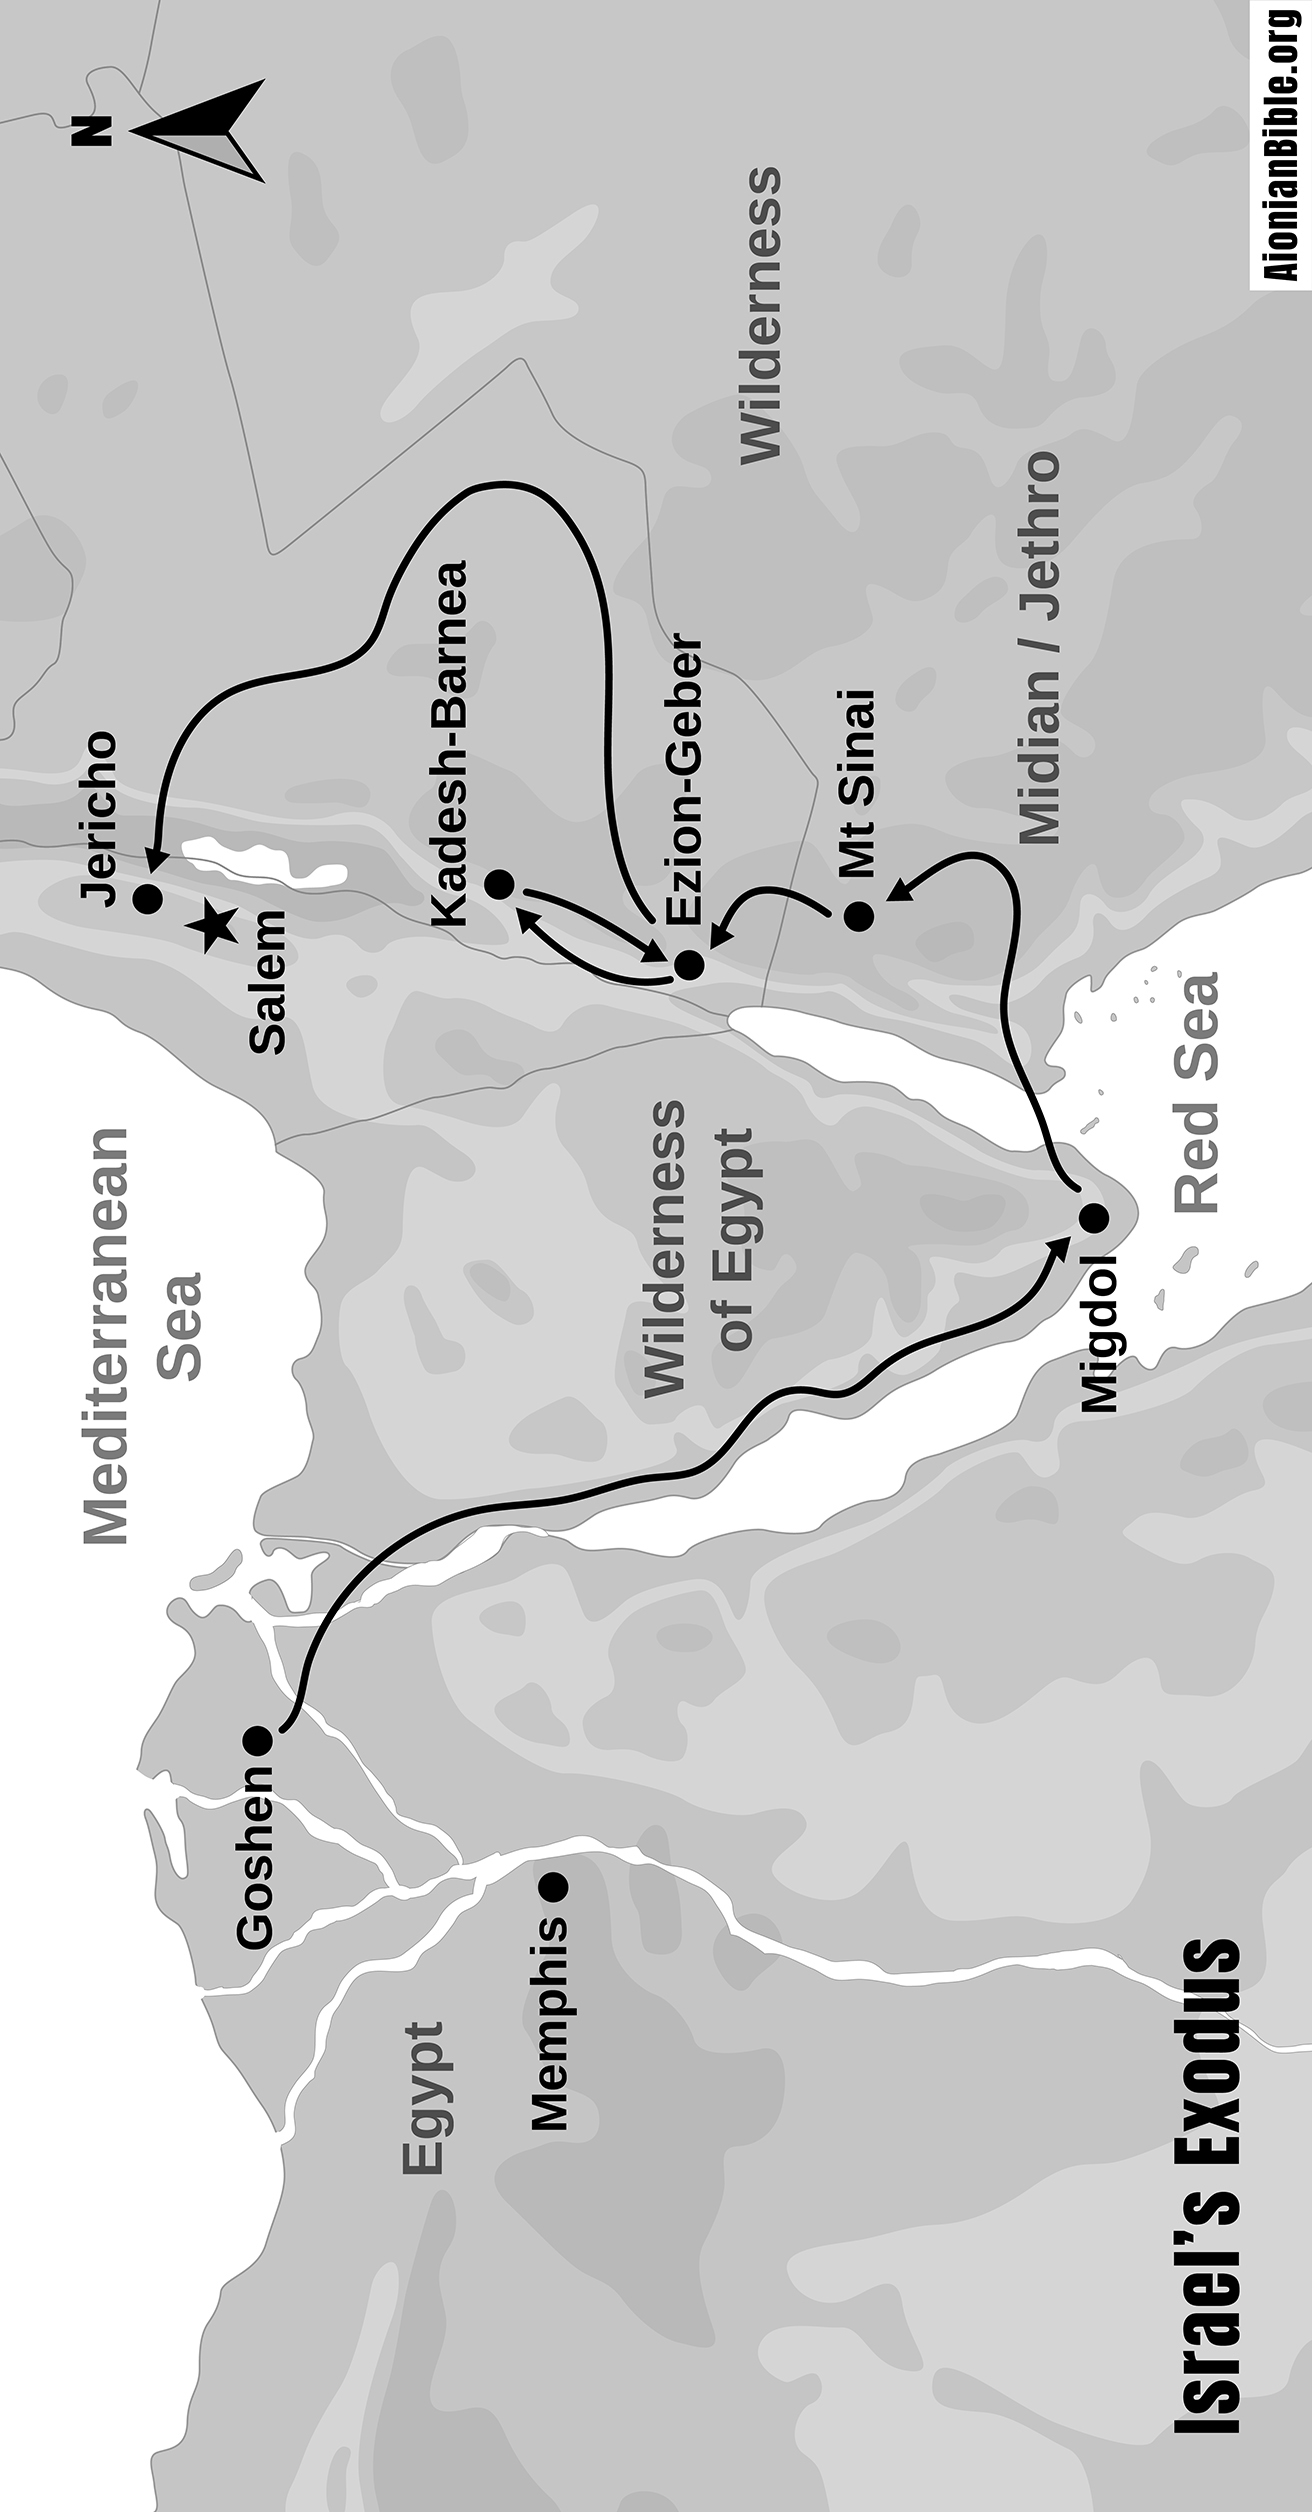 N
Mediterranean
Sea
Jericho
Salem
Goshen
Kadesh-Barnea
Egypt
Memphis
Wilderness
of Egypt
Ezion-Geber
Wilderness
Mt Sinai
Midian / Jethro
Migdol
Red Sea
Israel's Exodus
AionianBible.org